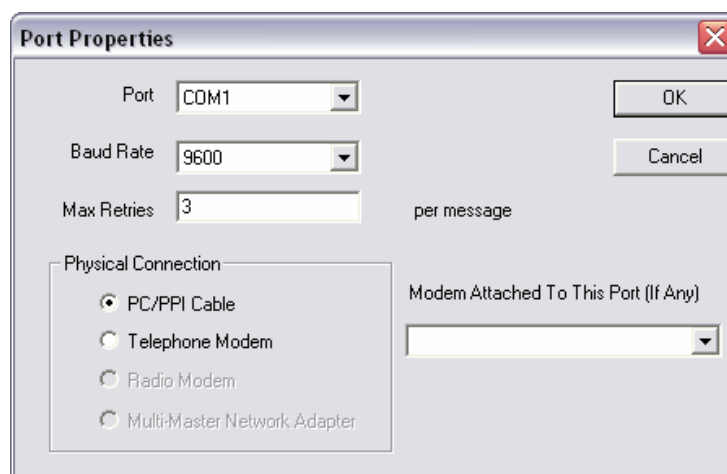 Port Properties
Port COM1 OK
Baud Rate 9600 Cancel
Max Retries 3 per message
Physical Connection
PC/PPI Cable
Modem Attached To This Port (If Any)
Telephone Modem
Radio Modem
Multi-Master Network Adapter